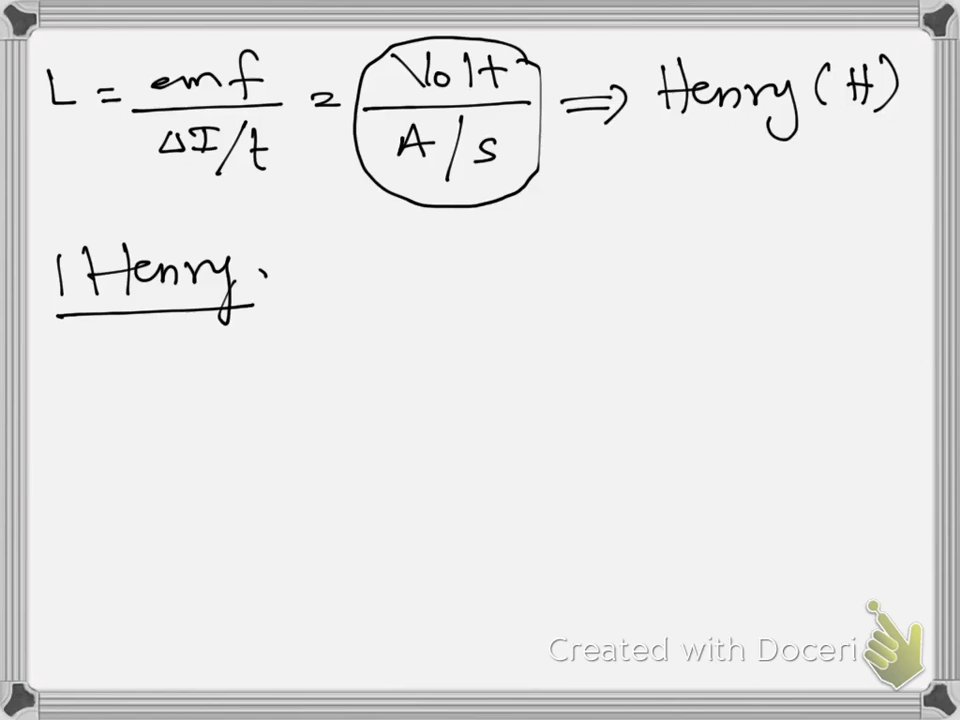 L = emf / ΔI/t = Volt / A/s ⇒ Henry (H)
1 Henry.
Created with Doceri